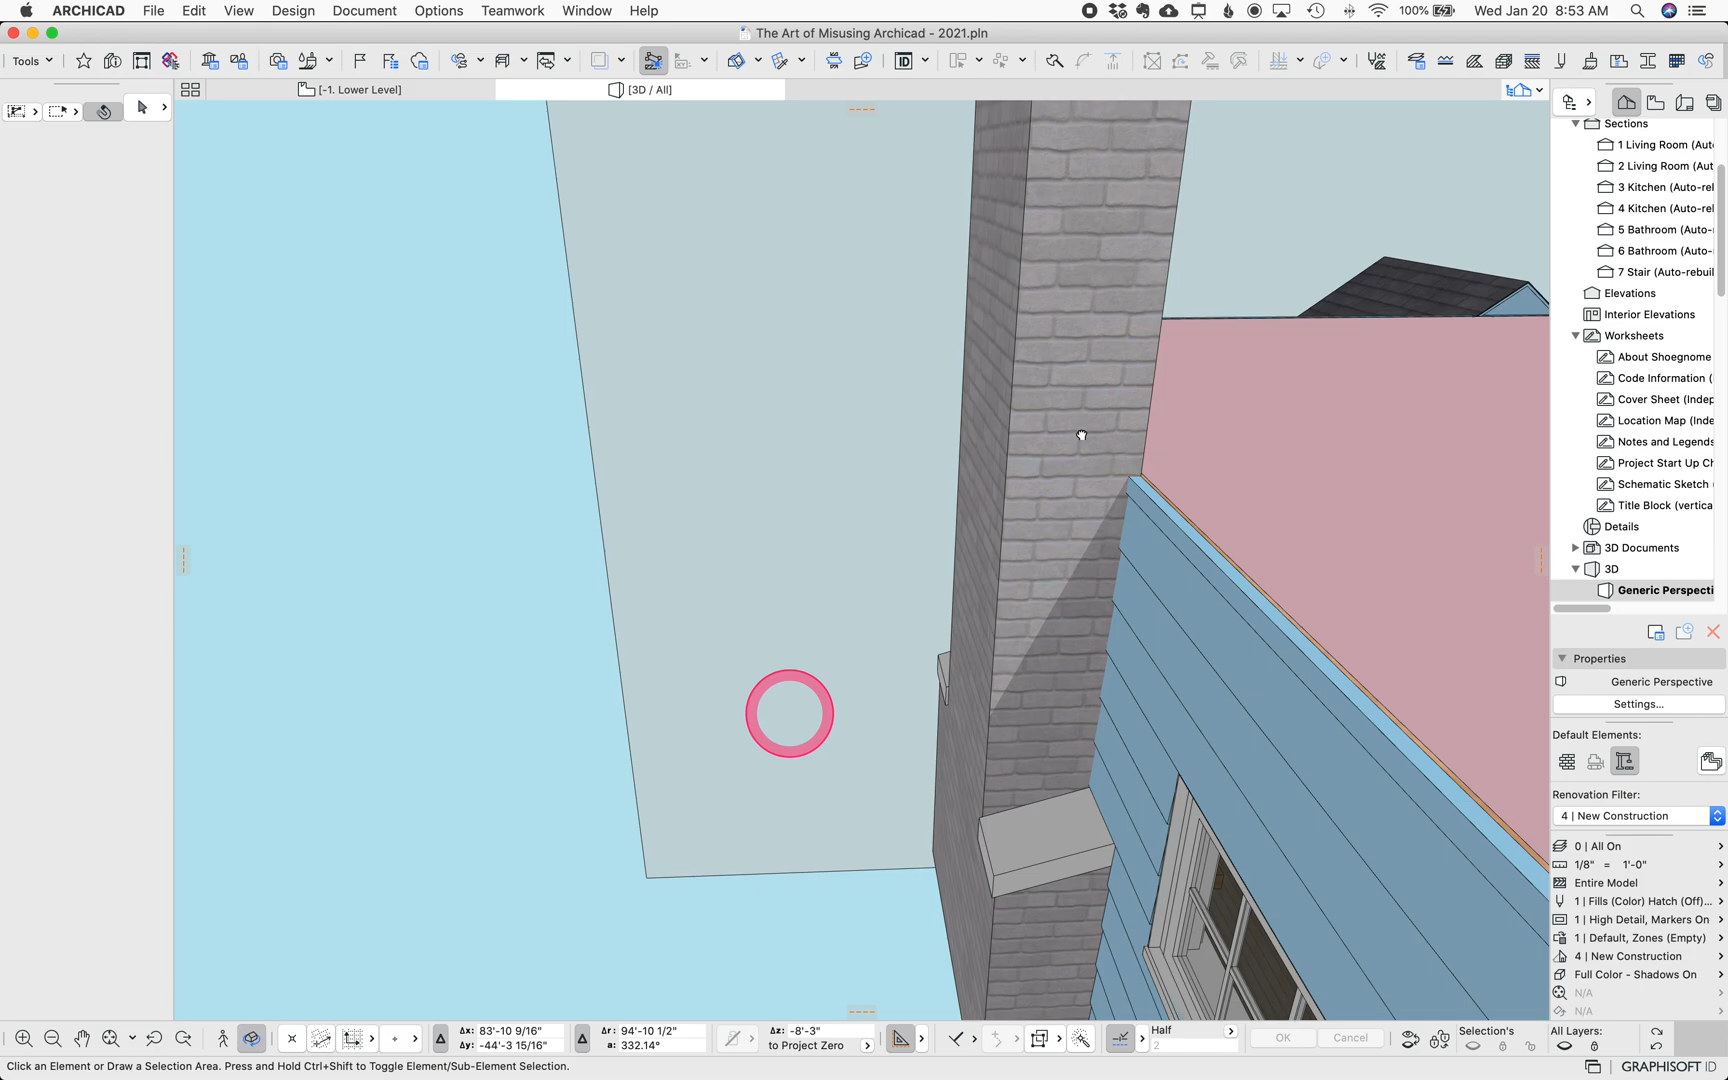 ARCHICAD File Edit View Design Document Options Teamwork Window Help
100% Wed Jan 20 8:53 AM
The Art of Misusing Archicad - 2021.pln
Tools
ID
[-1. Lower Level]
[3D / All]
Sections
1 Living Room (Aut
2 Living Room (Aut
3 Kitchen (Auto-rel
4 Kitchen (Auto-rel
5 Bathroom (Auto-
6 Bathroom (Auto-
7 Stair (Auto-rebuil
Elevations
Interior Elevations
Worksheets
About Shoegnome
Code Information (
Cover Sheet (Indep
Location Map (Inde
Notes and Legends
Project Start Up Ch
Schematic Sketch
Title Block (vertica
Details
3D Documents
3D
Generic Perspecti
Properties
Generic Perspective
Settings...
Default Elements:
Renovation Filter:
4 | New Construction
0 | All On
1/8" = 1'-0"
Entire Model
1 | Fills (Color) Hatch (Off)...
1 | High Detail, Markers On
1 | Default, Zones (Empty)
4 | New Construction
Full Color - Shadows On
N/A
N/A
Δx: 83'-10 9/16"
Δy: -44'-3 15/16"
Δr: 94'-10 1/2"
a: 332.14°
Δz: -8'-3"
to Project Zero
Half
2
OK
Cancel
Selection's
All Layers:
Click an Element or Draw a Selection Area. Press and Hold Ctrl+Shift to Toggle Element/Sub-Element Selection.
GRAPHISOFT ID